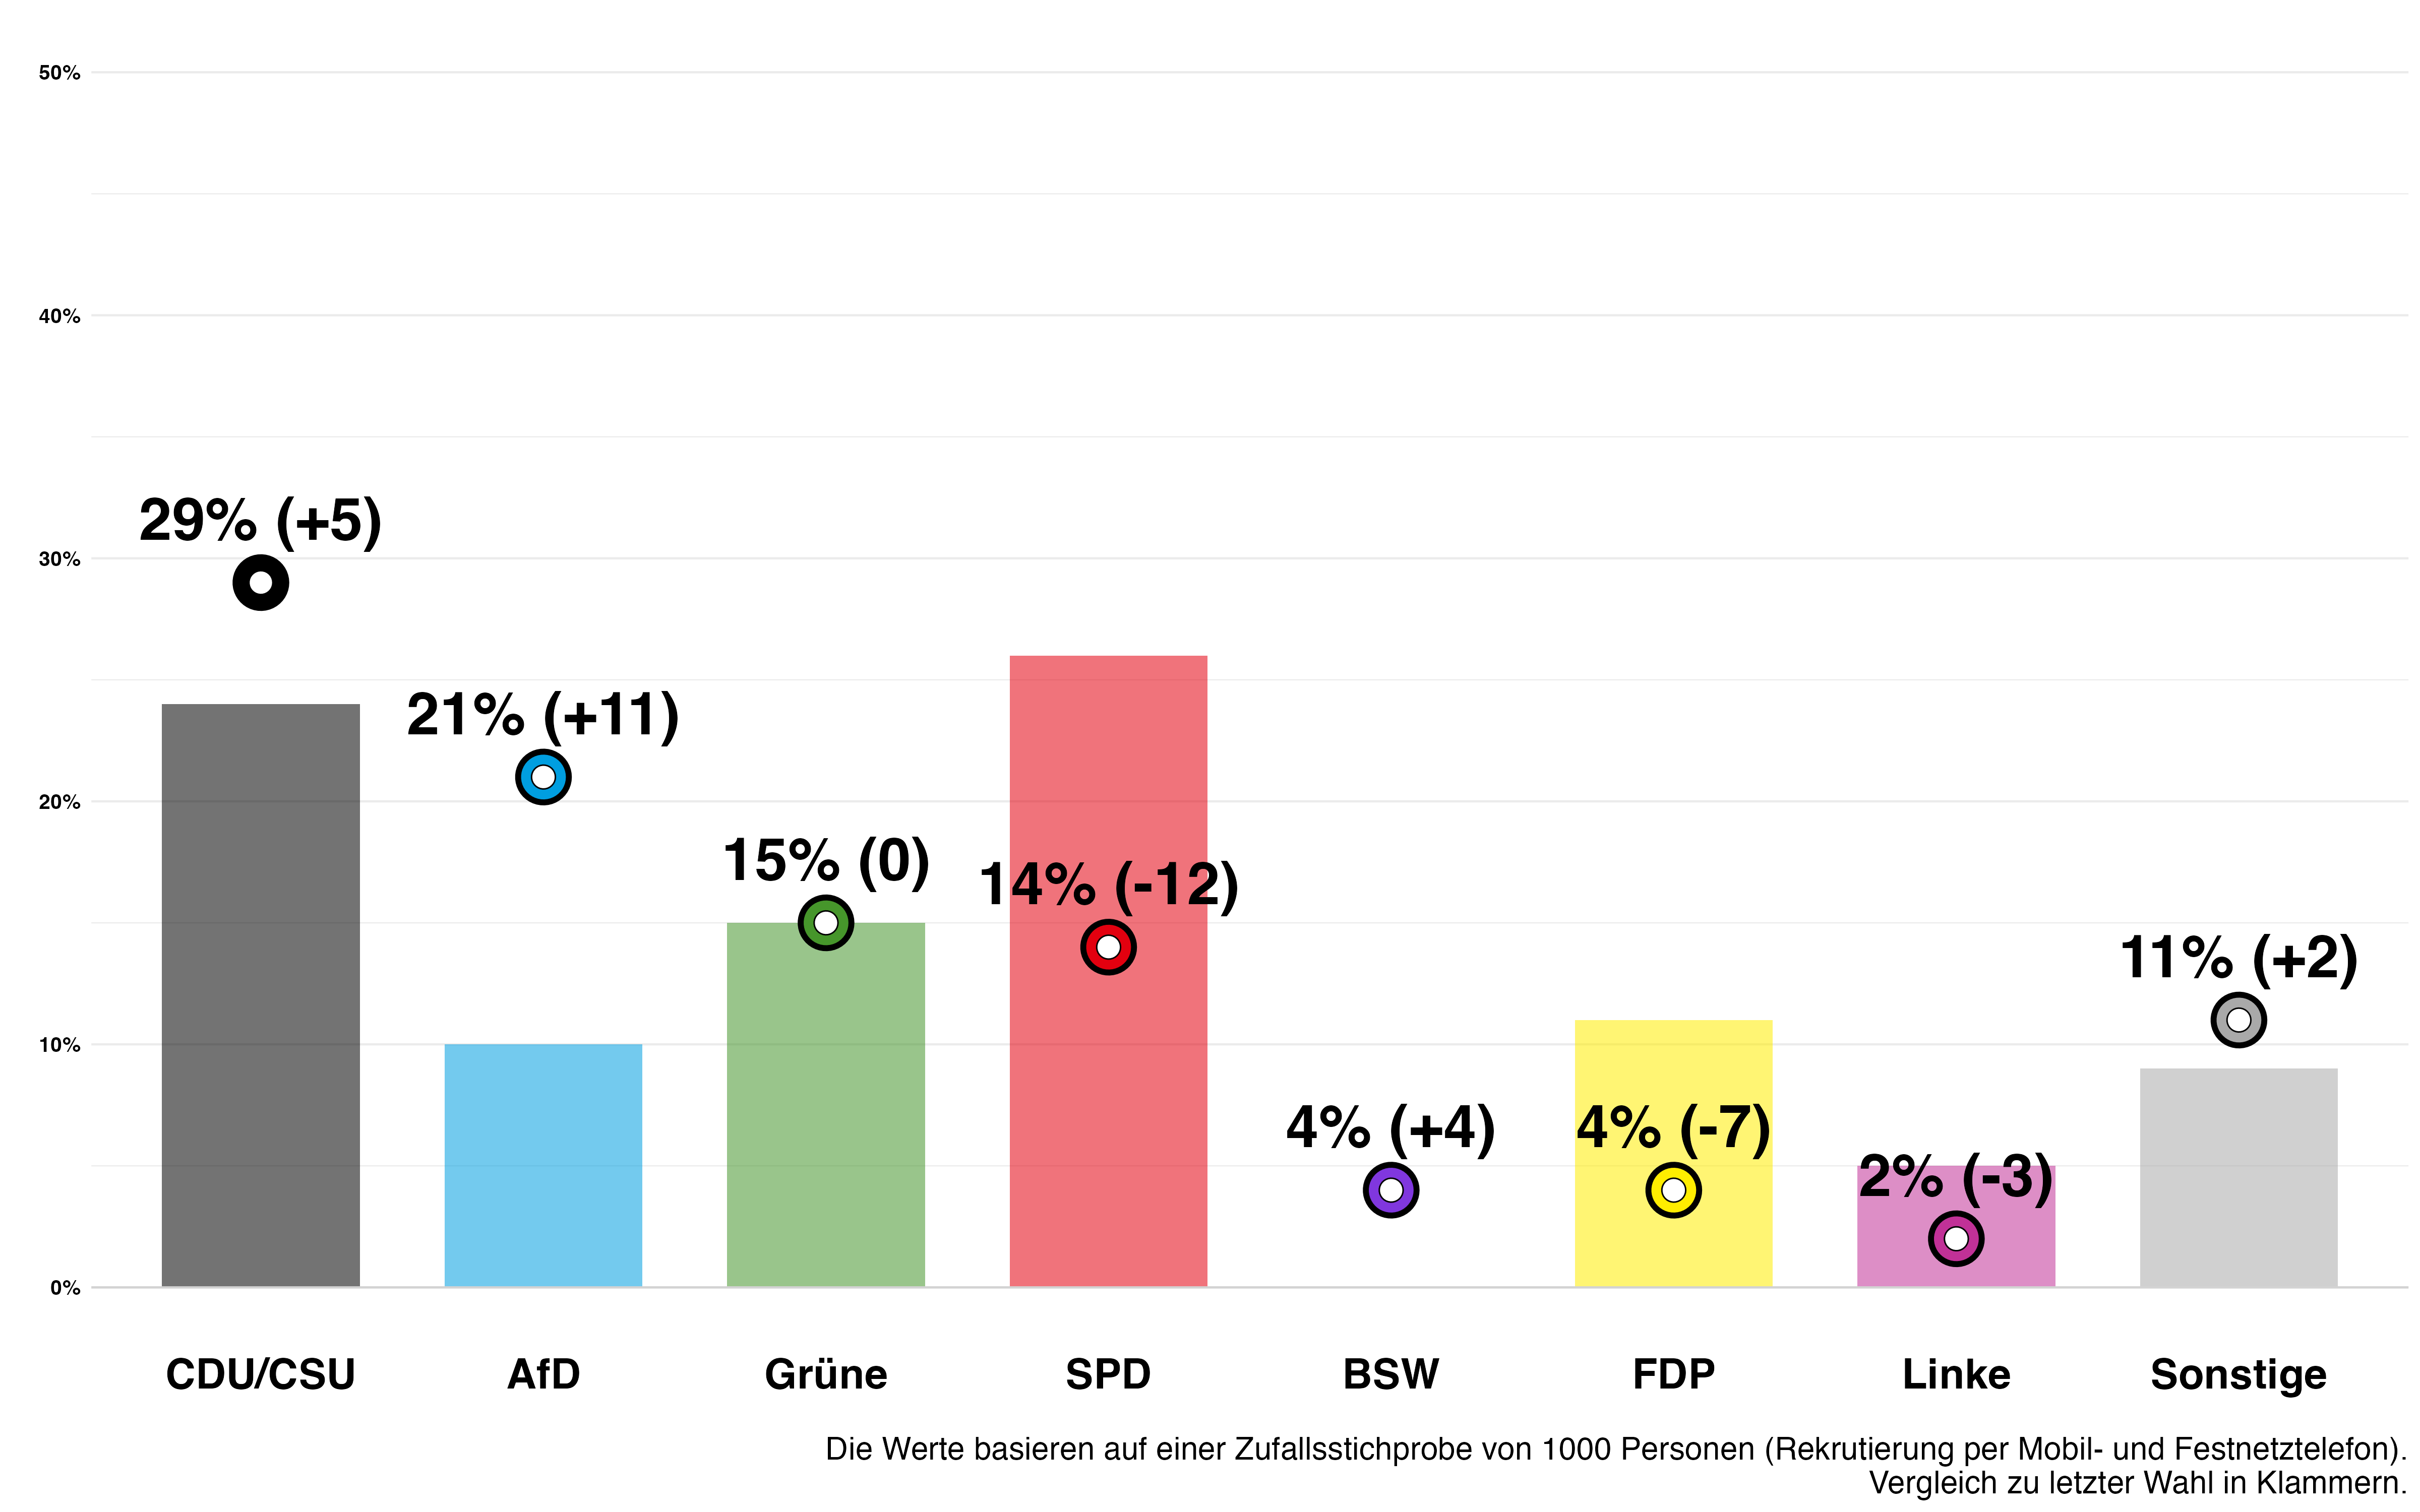 50%
40%
30%
20%
10%
0%
29% (+5)
21% (+11)
15% (0)
14% (-12)
4% (+4)
4% (-7)
2% (-3)
11% (+2)
CDU/CSU
AfD
Grüne
SPD
BSW
FDP
Linke
Sonstige
Die Werte basieren auf einer Zufallsstichprobe von 1000 Personen (Rekrutierung per Mobil- und Festnetztelefon).
Vergleich zu letzter Wahl in Klammern.